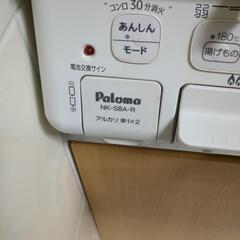 コンロ30分消火
あんしん
モード
180
揚げもの
電池交換サイン
Paloma
NK-S8A-R
アルカリ 単1×2